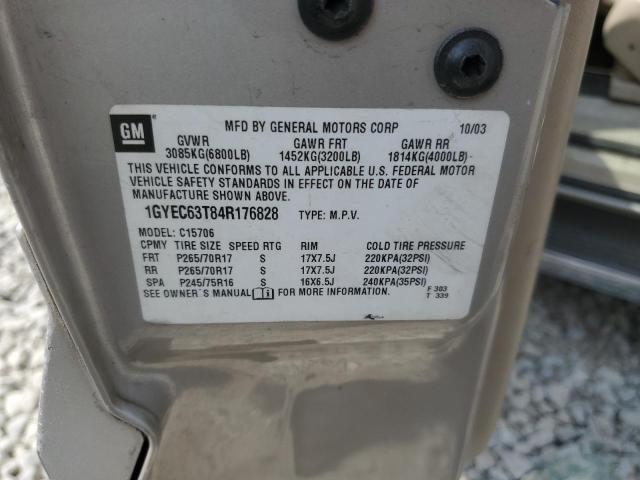 GM
MFD BY GENERAL MOTORS CORP 10/03
GVWR GAWR FRT GAWR RR
3085KG(6800LB) 1452KG(3200LB) 1814KG(4000LB)
THIS VEHICLE CONFORMS TO ALL APPLICABLE U.S. FEDERAL MOTOR
VEHICLE SAFETY STANDARDS IN EFFECT ON THE DATE OF
MANUFACTURE SHOWN ABOVE.
1GYEC63T84R176828 TYPE: M.P.V.
MODEL: C15706
CPMY TIRE SIZE SPEED RTG RIM COLD TIRE PRESSURE
FRT P265/70R17 S 17X7.5J 220KPA(32PSI)
RR P265/70R17 S 17X7.5J 220KPA(32PSI)
SPA P245/75R16 S 16X6.5J 240KPA(35PSI)
SEE OWNER'S MANUAL FOR MORE INFORMATION.
F 303
T 339